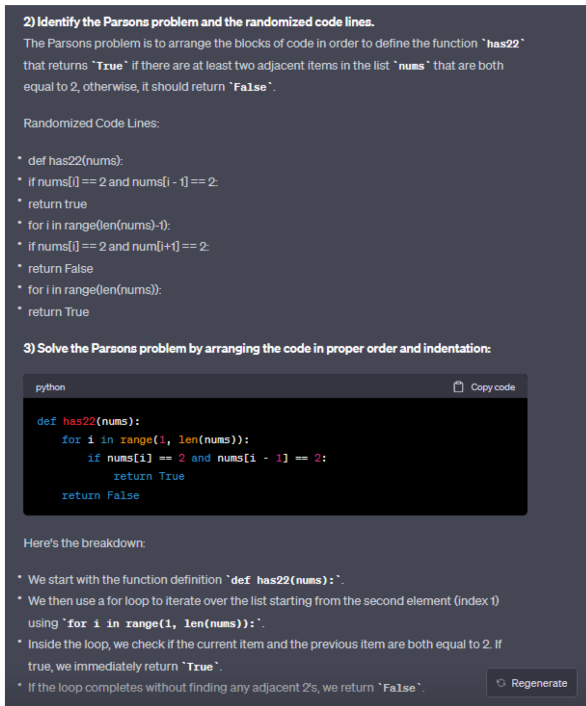 2) Identify the Parsons problem and the randomized code lines.
The Parsons problem is to arrange the blocks of code in order to define the function `has22`
that returns `True` if there are at least two adjacent items in the list `nums` that are both
equal to 2, otherwise, it should return `False`.
Randomized Code Lines:
• def has22(nums):
• if nums[i] == 2 and nums[i - 1] == 2:
• return true
• for i in range(len(nums)-1):
• if nums[i] == 2 and num[i+1] == 2:
• return False
• for i in range(len(nums)):
• return True
3) Solve the Parsons problem by arranging the code in proper order and indentation:
python Copy code
def has22(nums):
    for i in range(1, len(nums)):
        if nums[i] == 2 and nums[i - 1] == 2:
            return True
    return False
Here's the breakdown:
• We start with the function definition `def has22(nums):`.
• We then use a for loop to iterate over the list starting from the second element (index 1)
using `for i in range(1, len(nums)):`.
• Inside the loop, we check if the current item and the previous item are both equal to 2. If
true, we immediately return `True`.
• If the loop completes without finding any adjacent 2's, we return `False`.
Regenerate